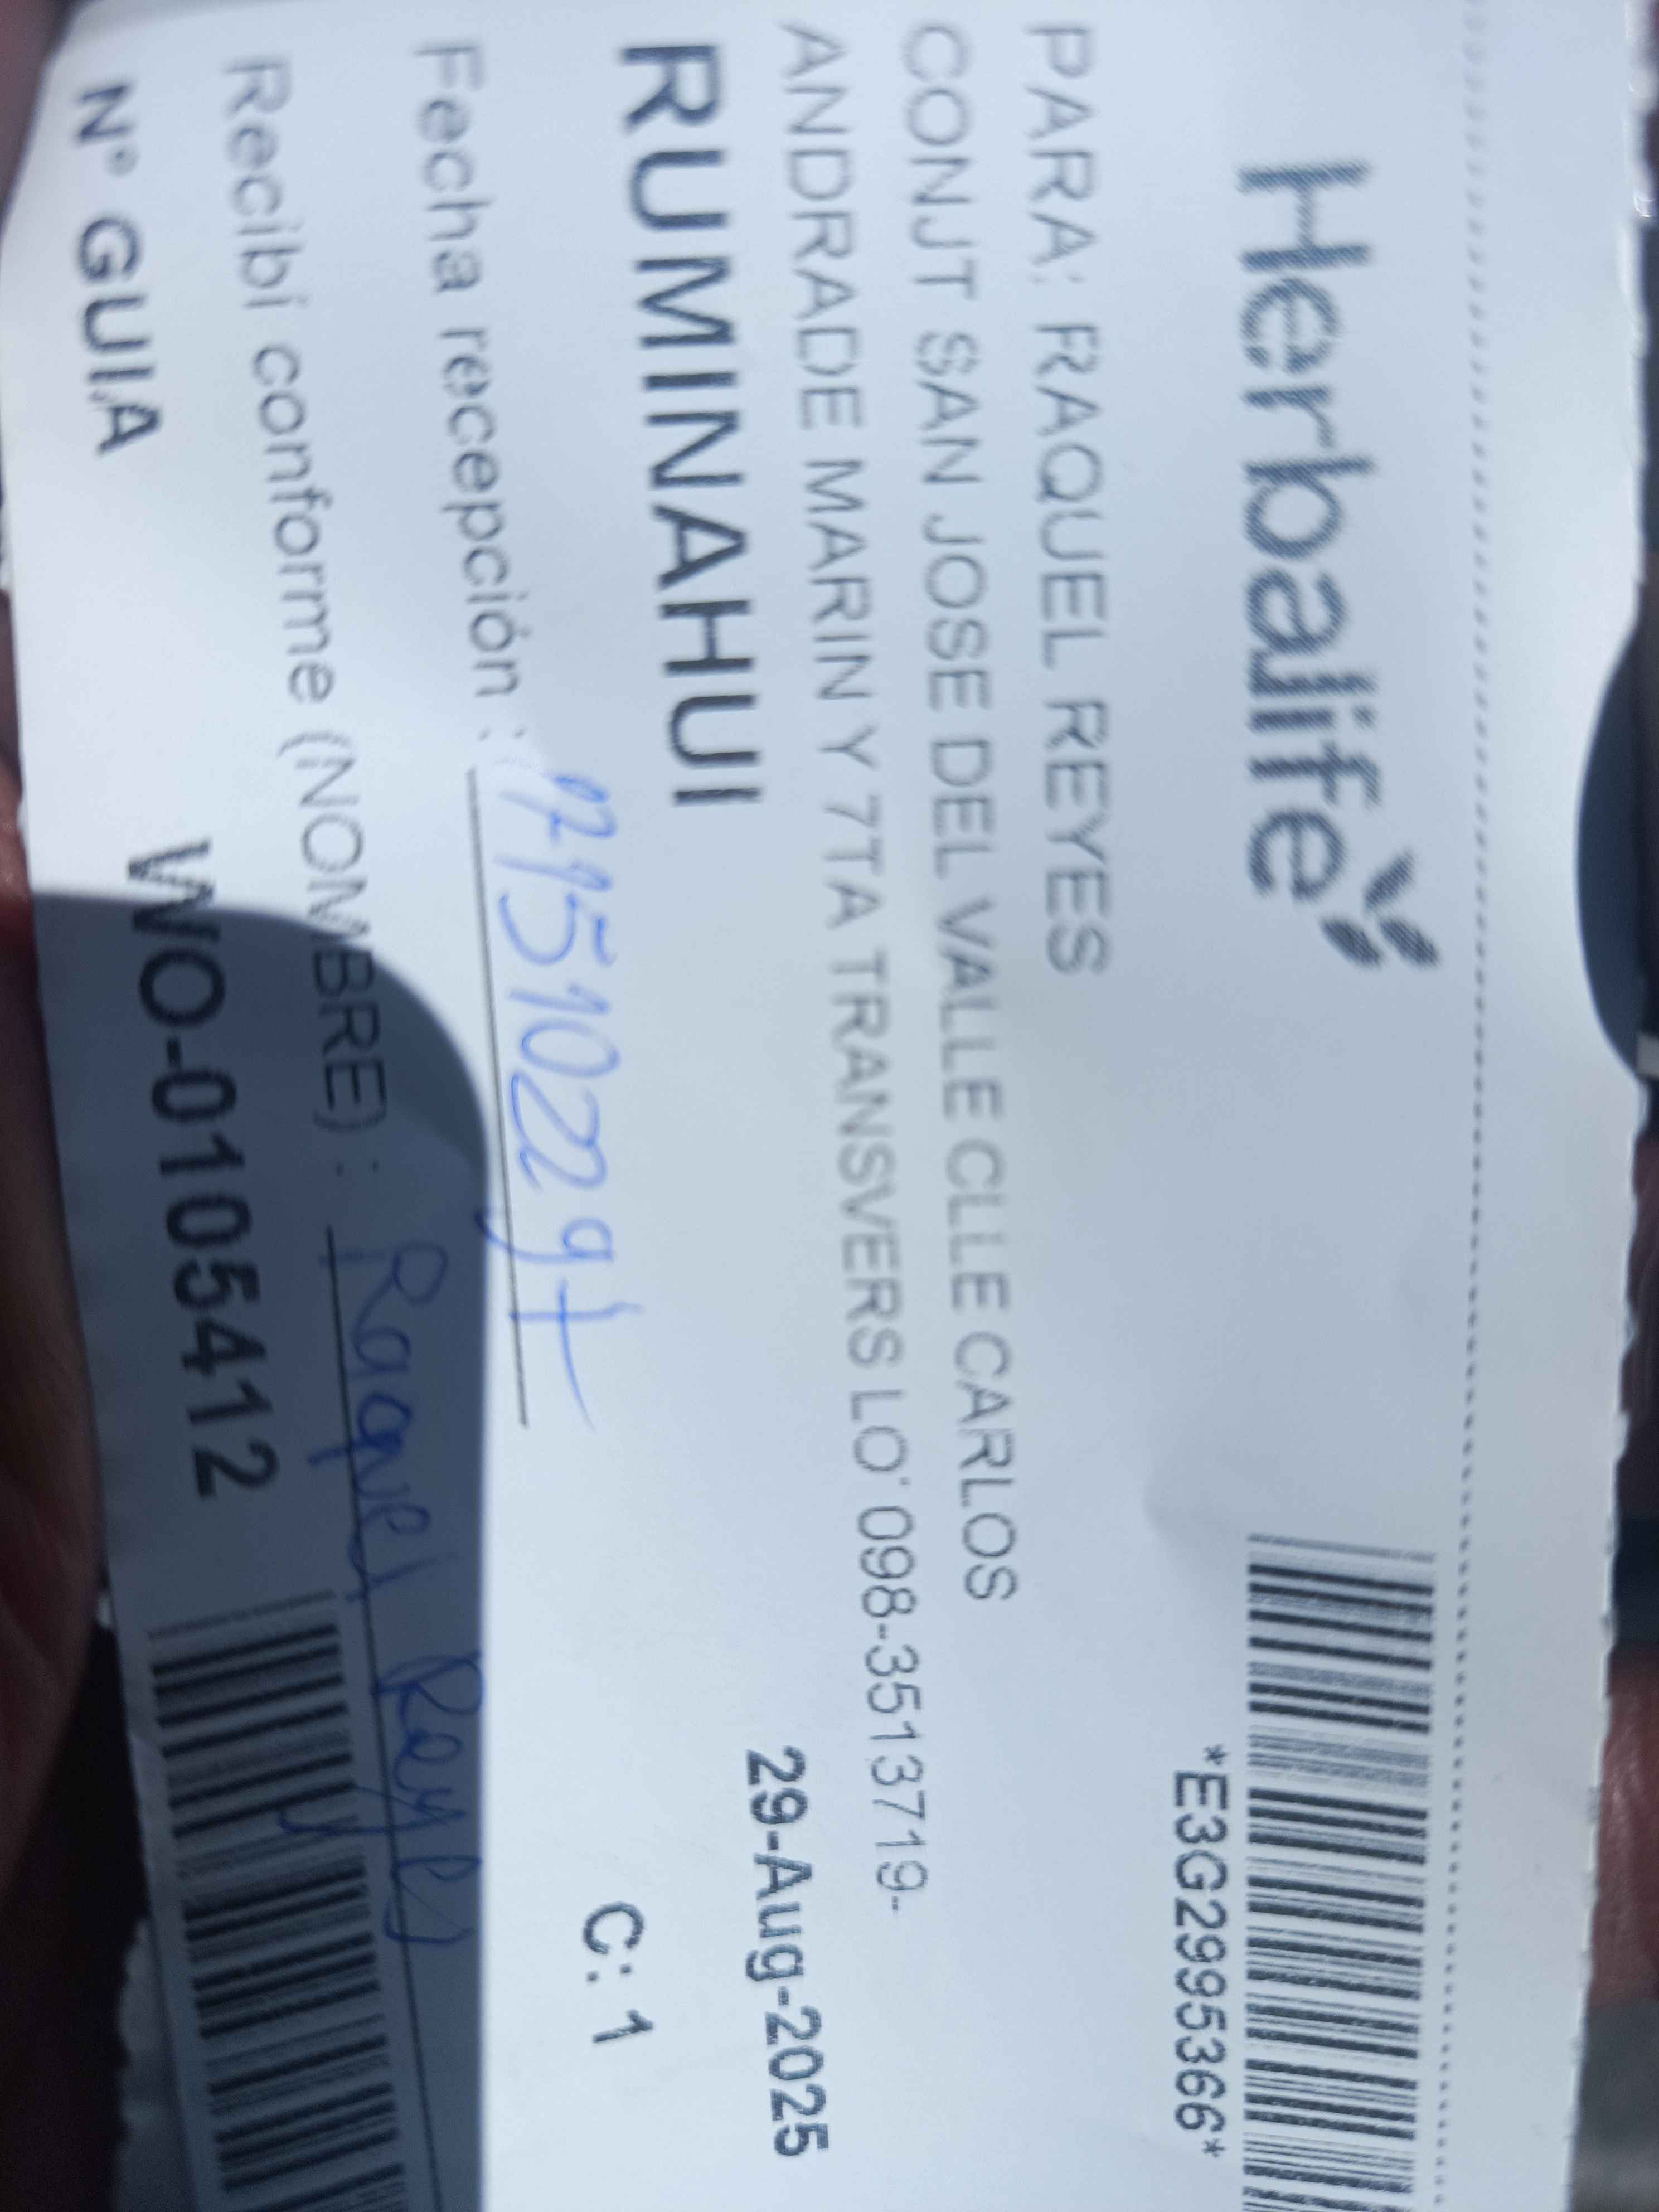 Herbalife
*E3G2995366*
PARA: RAQUEL REYES
CONJT SAN JOSE DEL VALLE CLLE CARLOS
ANDRADE MARIN Y 7TA TRANSVERS LO' 098-3513719-
RUMINAHUI
29-Aug-2025
C: 1
Fecha recepción :
Recibi conforme (NOMBRE) : Raquel Reyes
N° GUIA WO-0105412